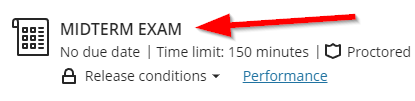 MIDTERM EXAM
No due date | Time limit: 150 minutes | Proctored
Release conditions Performance